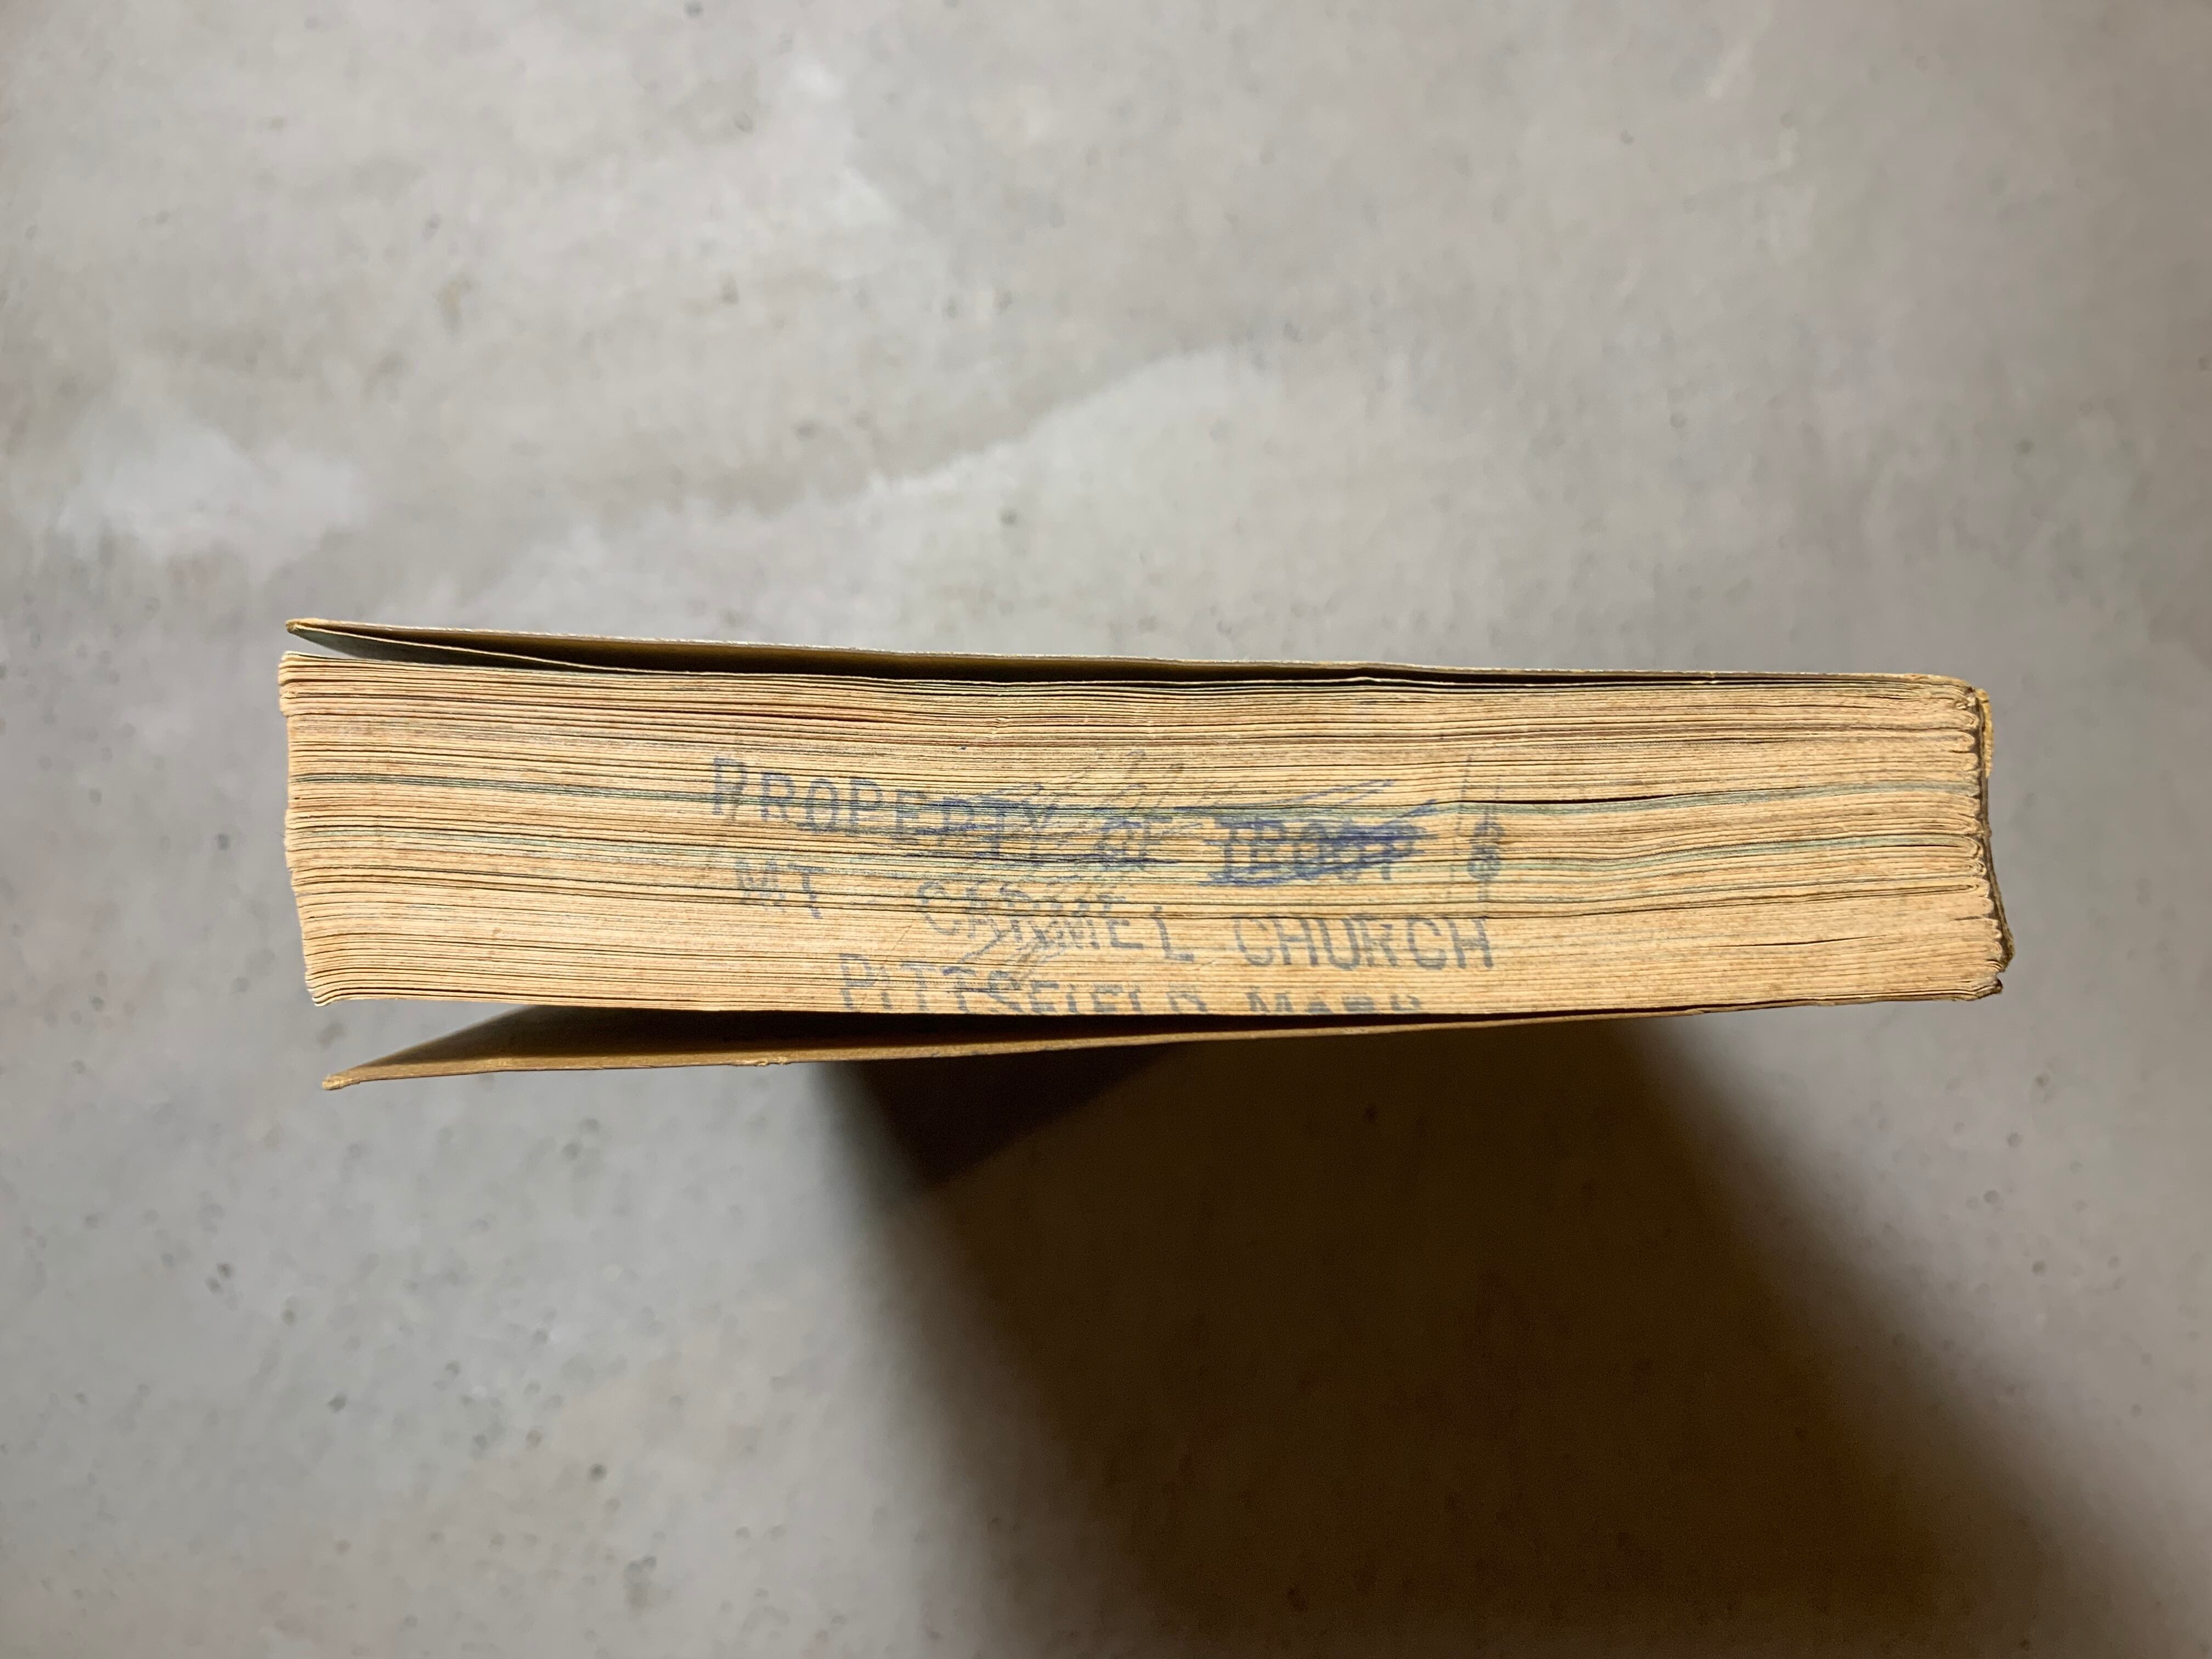 PROPERTY OF TROOP
MT CARMEL CHURCH
PITTSFIELD MASS